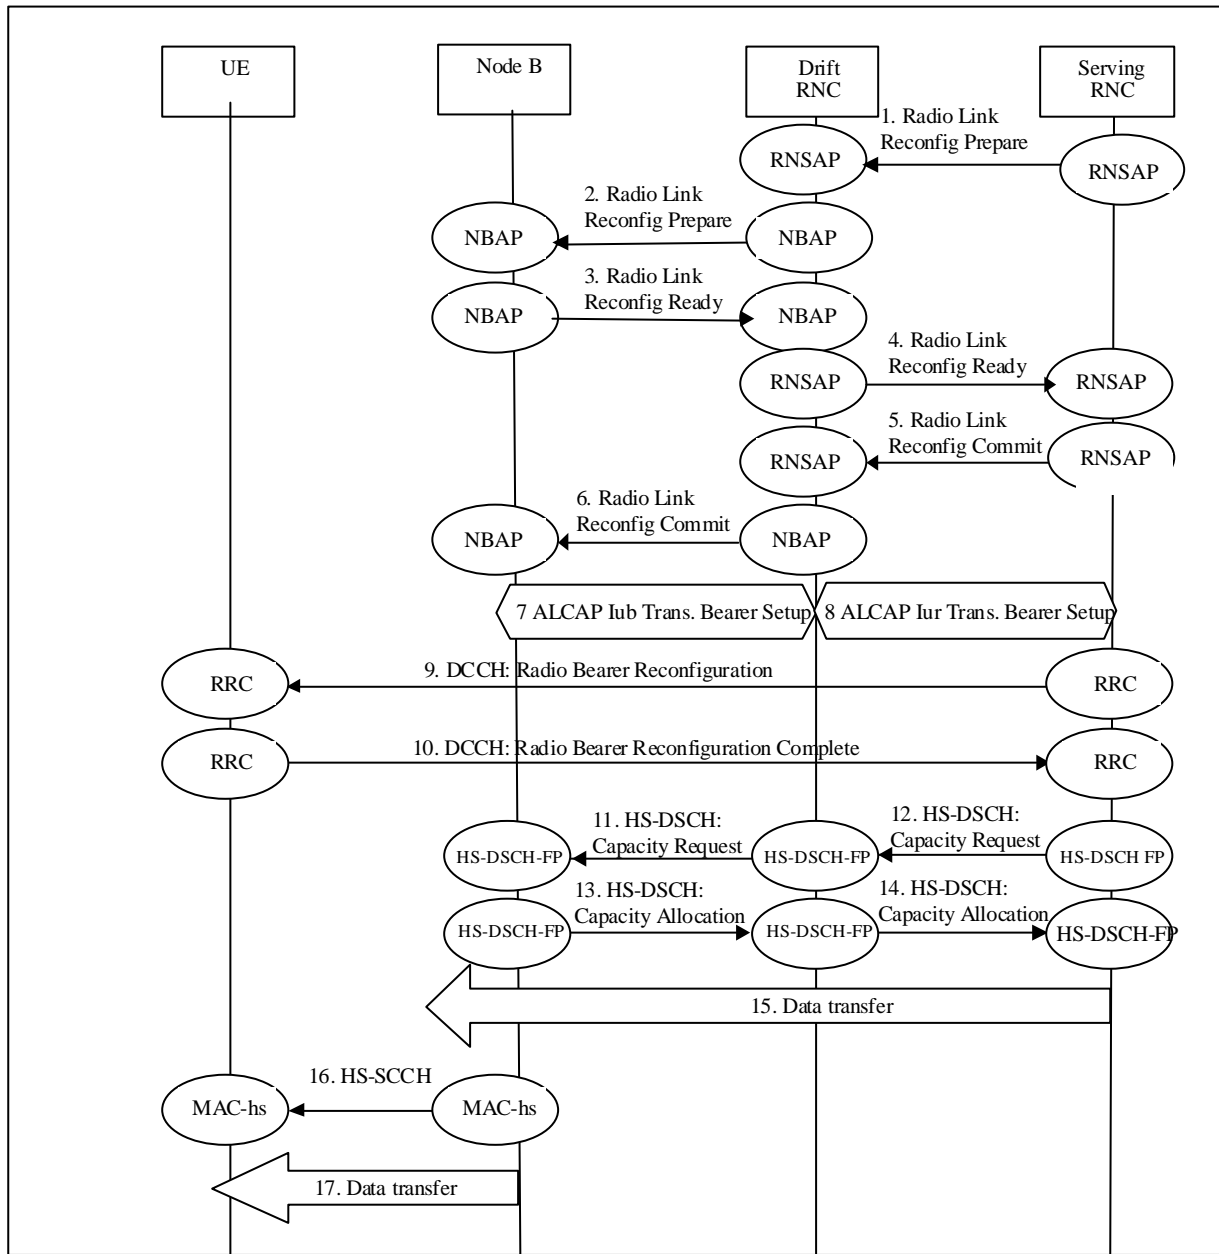 UE
Node B
Drift
RNC
Serving
RNC
1. Radio Link
Reconfig Prepare
RNSAP
RNSAP
2. Radio Link
Reconfig Prepare
NBAP
NBAP
3. Radio Link
Reconfig Ready
NBAP
NBAP
4. Radio Link
Reconfig Ready
RNSAP
RNSAP
5. Radio Link
Reconfig Commit
RNSAP
RNSAP
6. Radio Link
Reconfig Commit
NBAP
NBAP
7 ALCAP Iub Trans. Bearer Setup
8 ALCAP Iur Trans. Bearer Setup
9. DCCH: Radio Bearer Reconfiguration
RRC
RRC
10. DCCH: Radio Bearer Reconfiguration Complete
RRC
RRC
11. HS-DSCH:
Capacity Request
12. HS-DSCH:
Capacity Request
HS-DSCH-FP
HS-DSCH-FP
HS-DSCH FP
13. HS-DSCH:
Capacity Allocation
14. HS-DSCH:
Capacity Allocation
HS-DSCH-FP
HS-DSCH-FP
HS-DSCH-FP
15. Data transfer
16. HS-SCCH
MAC-hs
MAC-hs
17. Data transfer